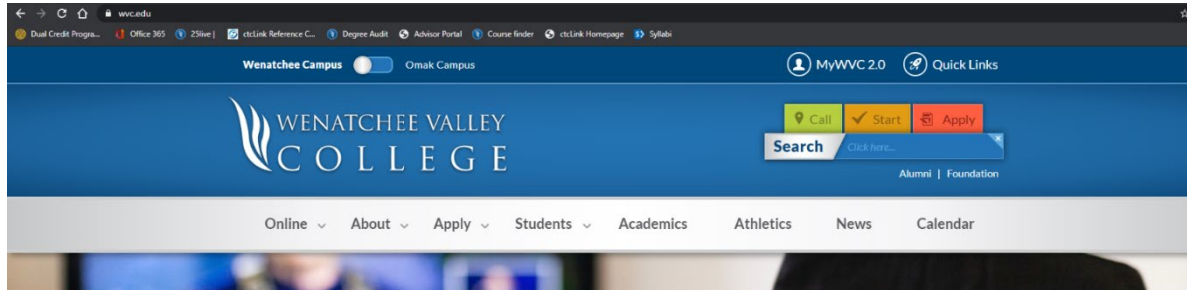 wvc.edu
Dual Credit Progra... Office 365 25live | ctcLink Reference C... Degree Audit Advisor Portal Course finder ctcLink Homepage Syllabi
Wenatchee Campus Omak Campus MyWVC 2.0 Quick Links
WENATCHEE VALLEY
COLLEGE
Call Start Apply
Search Click here...
Alumni | Foundation
Online About Apply Students Academics Athletics News Calendar